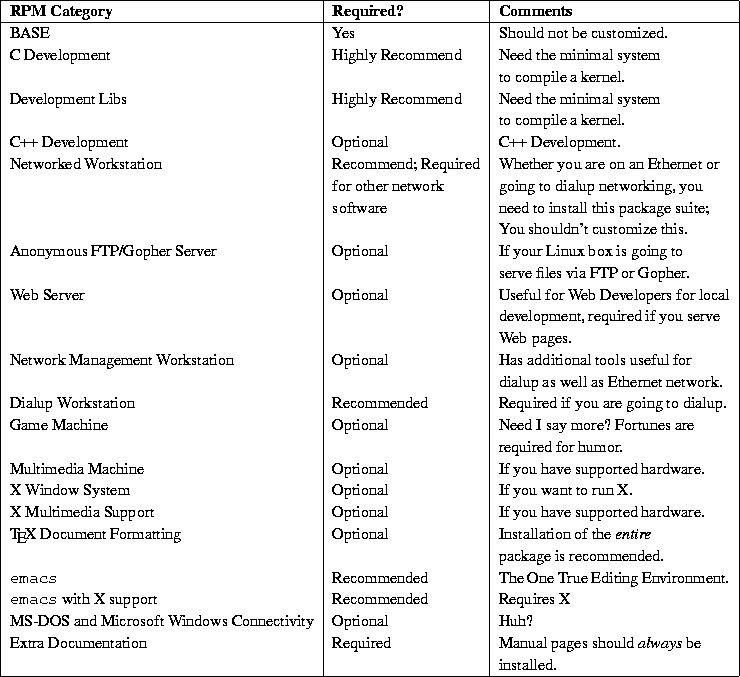 RPM Category Required? Comments
BASE Yes Should not be customized.
C Development Highly Recommend Need the minimal system
to compile a kernel.
Development Libs Highly Recommend Need the minimal system
to compile a kernel.
C++ Development Optional C++ Development.
Networked Workstation Recommend; Required Whether you are on an Ethernet or
for other network going to dialup networking, you
software need to install this package suite;
You shouldn't customize this.
Anonymous FTP/Gopher Server Optional If your Linux box is going to
serve files via FTP or Gopher.
Web Server Optional Useful for Web Developers for local
development, required if you serve
Web pages.
Network Management Workstation Optional Has additional tools useful for
dialup as well as Ethernet network.
Dialup Workstation Recommended Required if you are going to dialup.
Game Machine Optional Need I say more? Fortunes are
required for humor.
Multimedia Machine Optional If you have supported hardware.
X Window System Optional If you want to run X.
X Multimedia Support Optional If you have supported hardware.
TEX Document Formatting Optional Installation of the entire
package is recommended.
emacs Recommended The One True Editing Environment.
emacs with X support Recommended Requires X
MS-DOS and Microsoft Windows Connectivity Optional Huh?
Extra Documentation Required Manual pages should always be
installed.